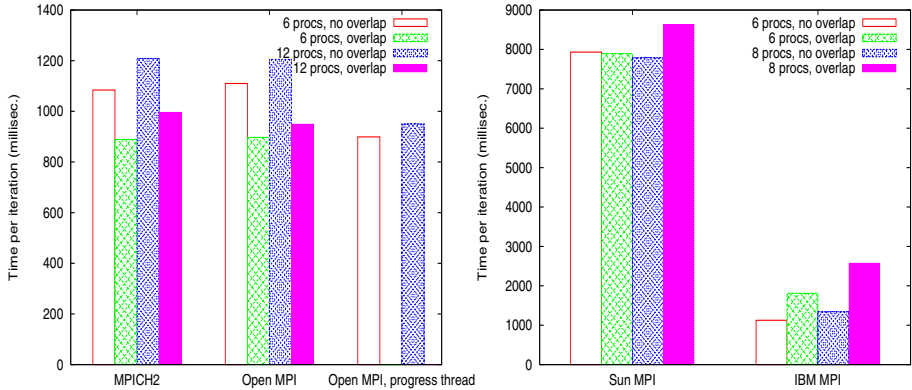 Time per iteration (millisec.)
1400
1200
1000
800
600
400
200
0
6 procs, no overlap
6 procs, overlap
12 procs, no overlap
12 procs, overlap
MPICH2
Open MPI
Open MPI, progress thread
Time per iteration (millisec.)
9000
8000
7000
6000
5000
4000
3000
2000
1000
0
6 procs, no overlap
6 procs, overlap
8 procs, no overlap
8 procs, overlap
Sun MPI
IBM MPI